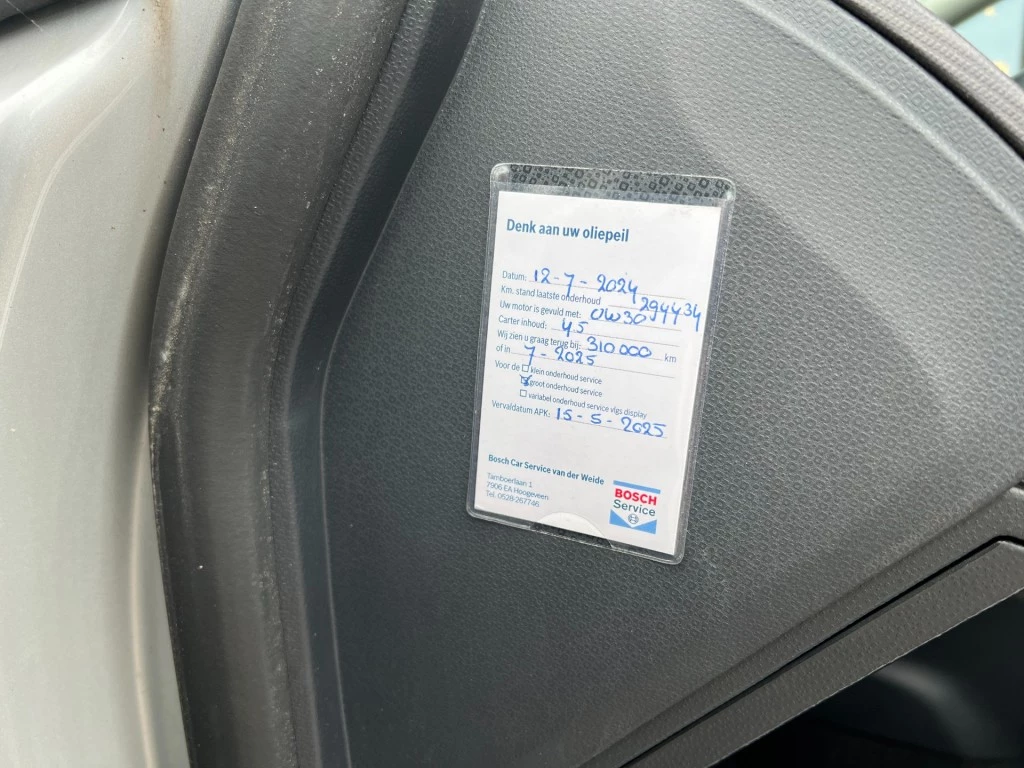 Denk aan uw oliepeil
Datum: 12-7-2024
Km. stand laatste onderhoud 294434
Uw motor is gevuld met: 0W30
Carter inhoud: 4,5
Wij zien u graag terug bij: 310000 km
of in 7-2025
Voor de ☐ klein onderhoud service
☒ groot onderhoud service
☐ variabel onderhoud service vlgs display
Vervaldatum APK: 15-5-2025
Bosch Car Service van der Weide
Tamboerlaan 1
7906 EA Hoogeveen
Tel. 0528-267746
BOSCH
Service